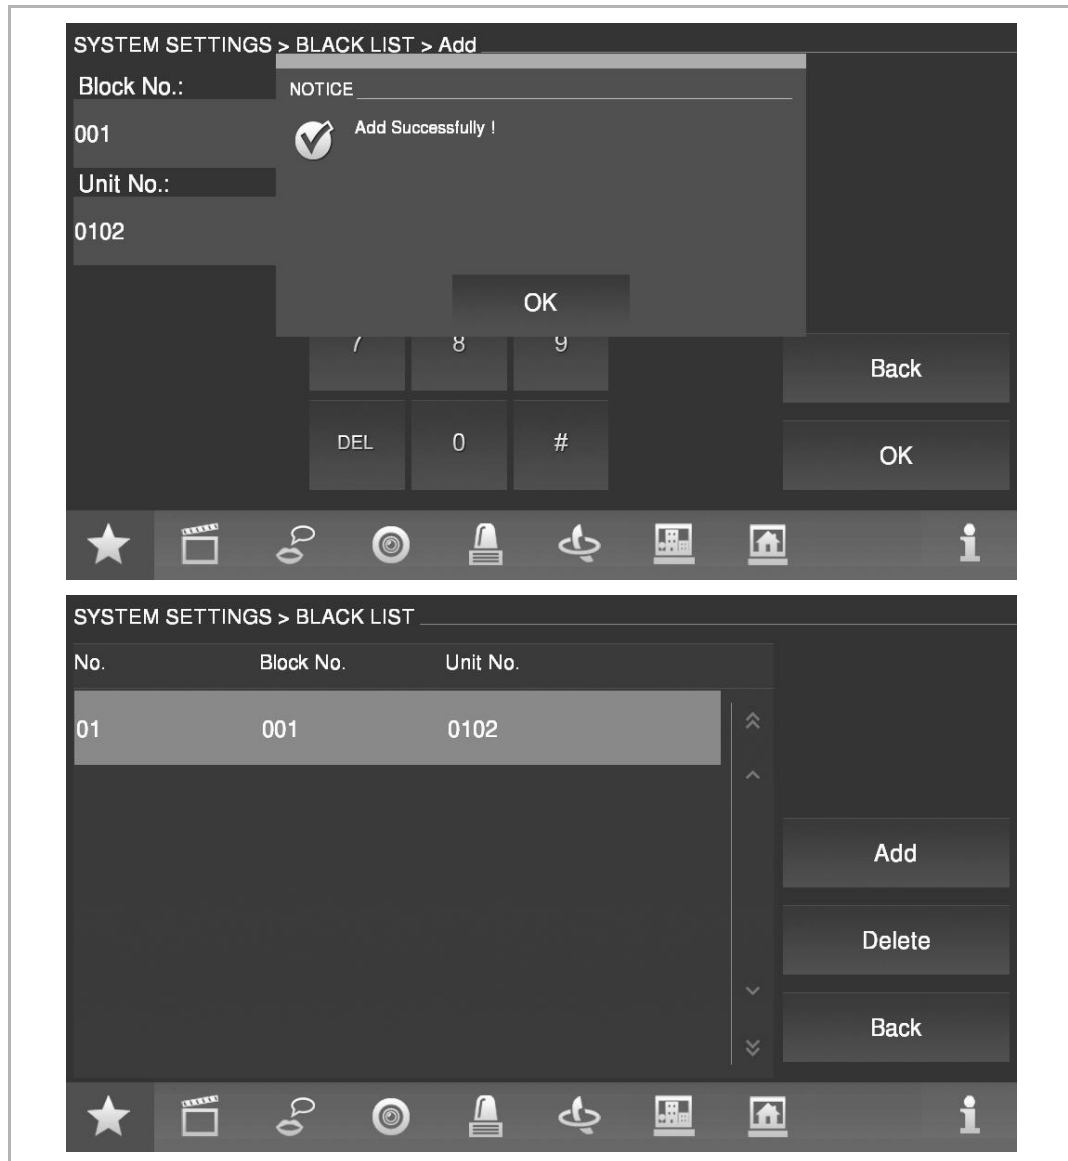 SYSTEM SETTINGS > BLACK LIST > Add
Block No.:
NOTICE
001
Add Successfully !
Unit No.:
0102
OK
7 8 9
Back
DEL 0 #
OK
SYSTEM SETTINGS > BLACK LIST
No. Block No. Unit No.
01 001 0102
Add
Delete
Back